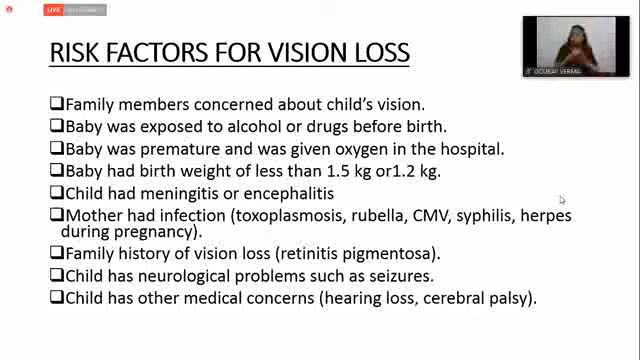 LIVE
RISK FACTORS FOR VISION LOSS
❑Family members concerned about child's vision.
❑Baby was exposed to alcohol or drugs before birth.
❑Baby was premature and was given oxygen in the hospital.
❑Baby had birth weight of less than 1.5 kg or1.2 kg.
❑Child had meningitis or encephalitis
❑Mother had infection (toxoplasmosis, rubella, CMV, syphilis, herpes
during pregnancy).
❑Family history of vision loss (retinitis pigmentosa).
❑Child has neurological problems such as seizures.
❑Child has other medical concerns (hearing loss, cerebral palsy).